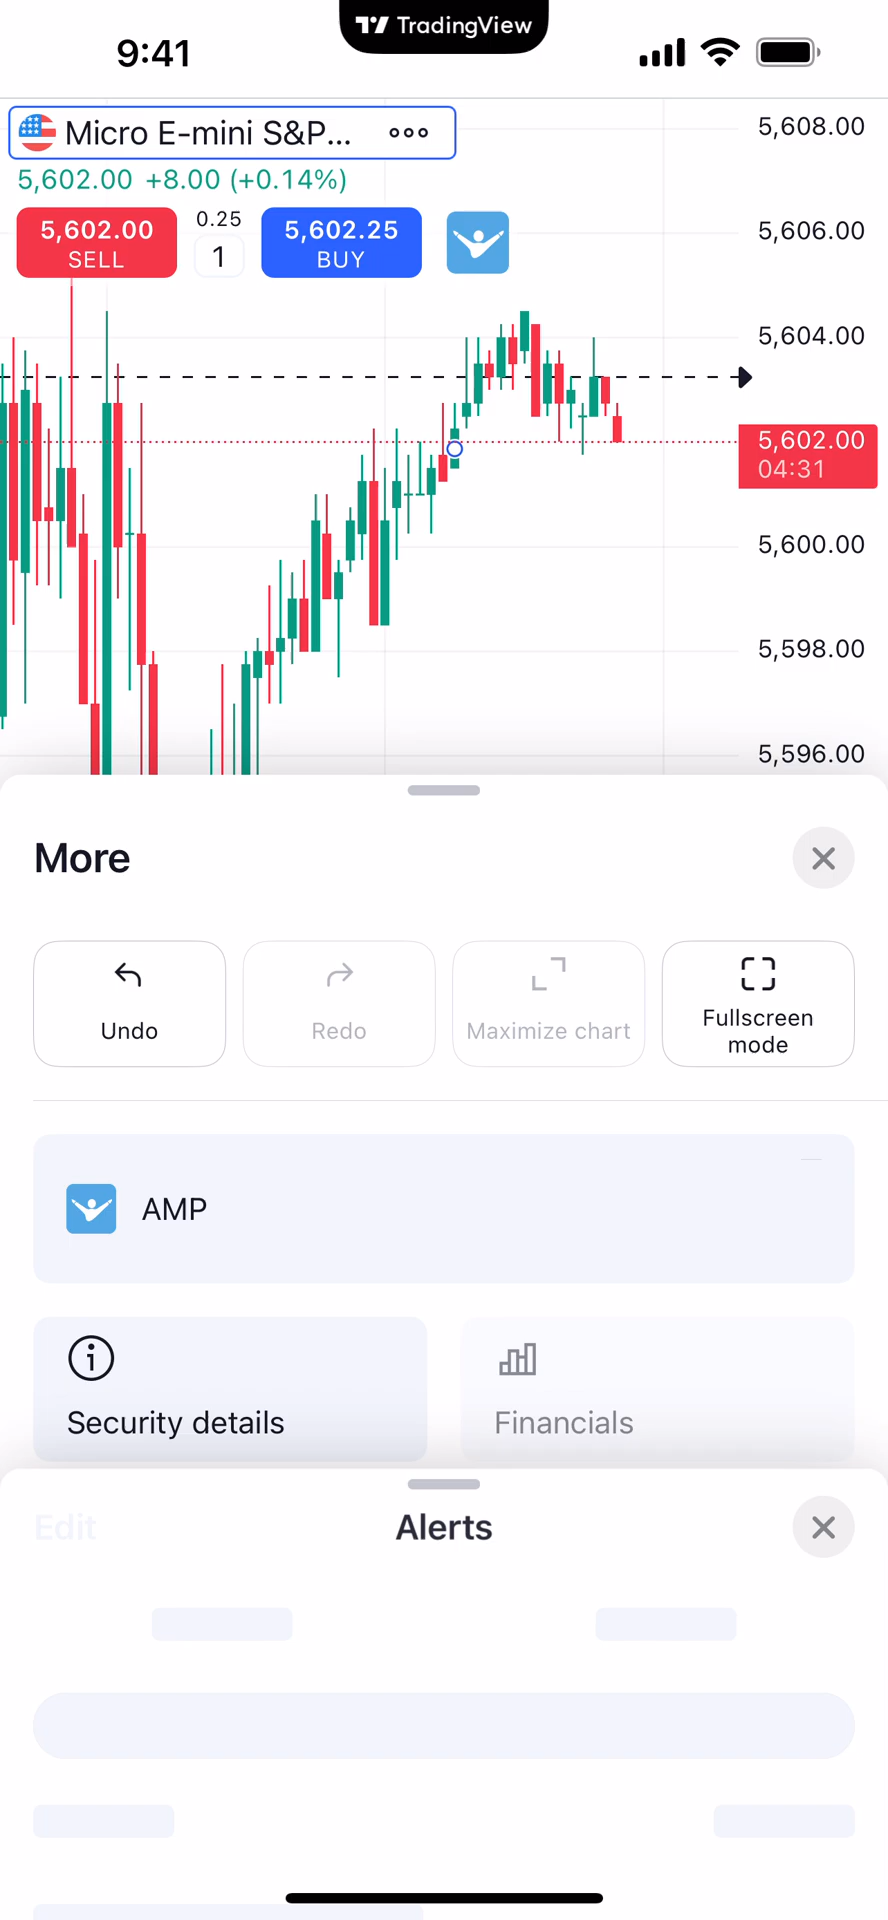 9:41
TradingView
Micro E-mini S&P...
5,602.00 +8.00 (+0.14%)
5,602.00
SELL
0.25
1
5,602.25
BUY
5,608.00
5,606.00
5,604.00
5,602.00
04:31
5,600.00
5,598.00
5,596.00
More
Undo
Redo
Maximize chart
Fullscreen
mode
AMP
Security details
Financials
Edit
Alerts